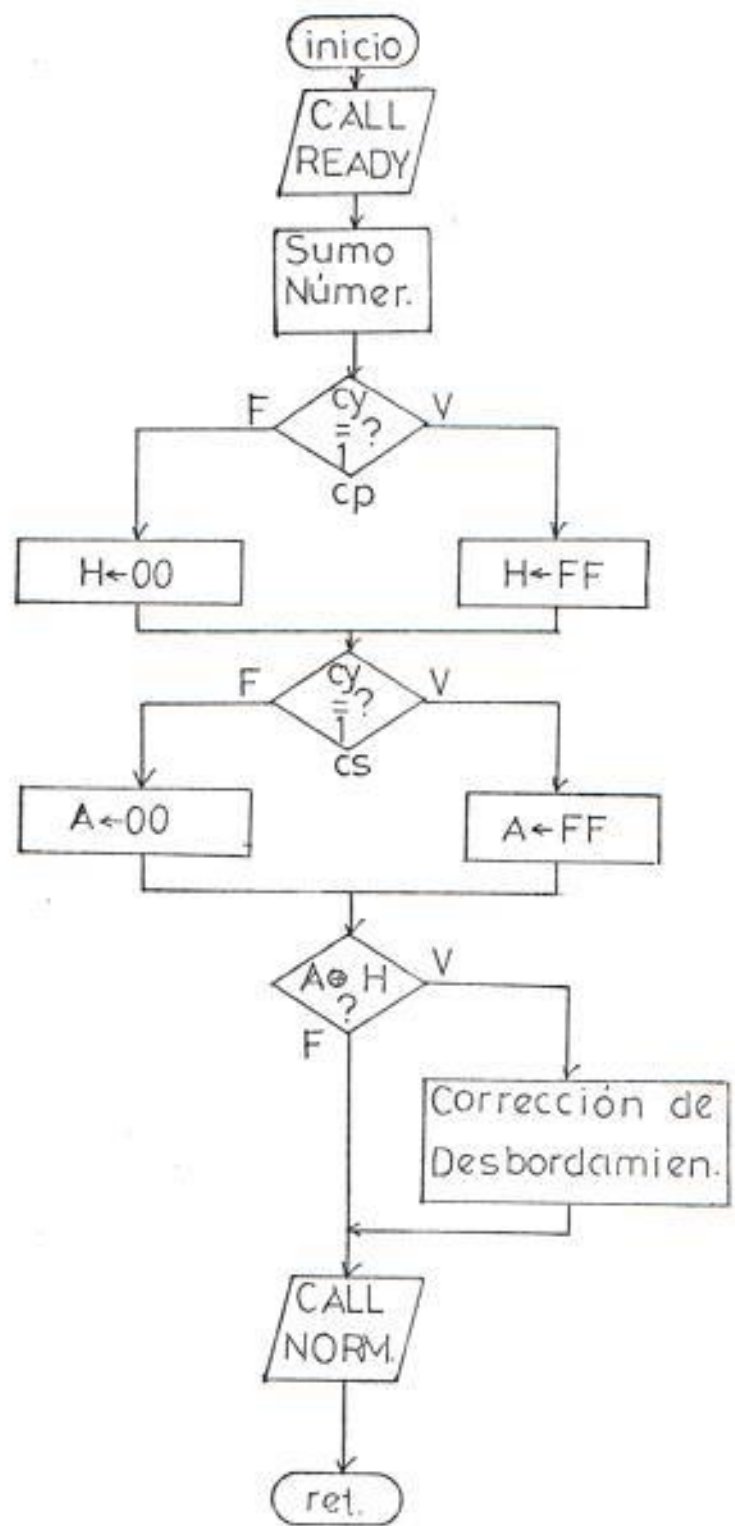 inicio
CALL
READY
Sumo
Númer.
F
cy
= ?
1
V
cp
H←00
H←FF
F
cy
= ?
1
V
cs
A←00
A←FF
A⊕H
?
V
F
Corrección de
Desbordamien.
CALL
NORM.
ret.